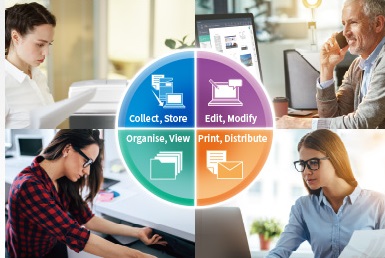 Collect, Store
Edit, Modify
Organise, View
Print, Distribute